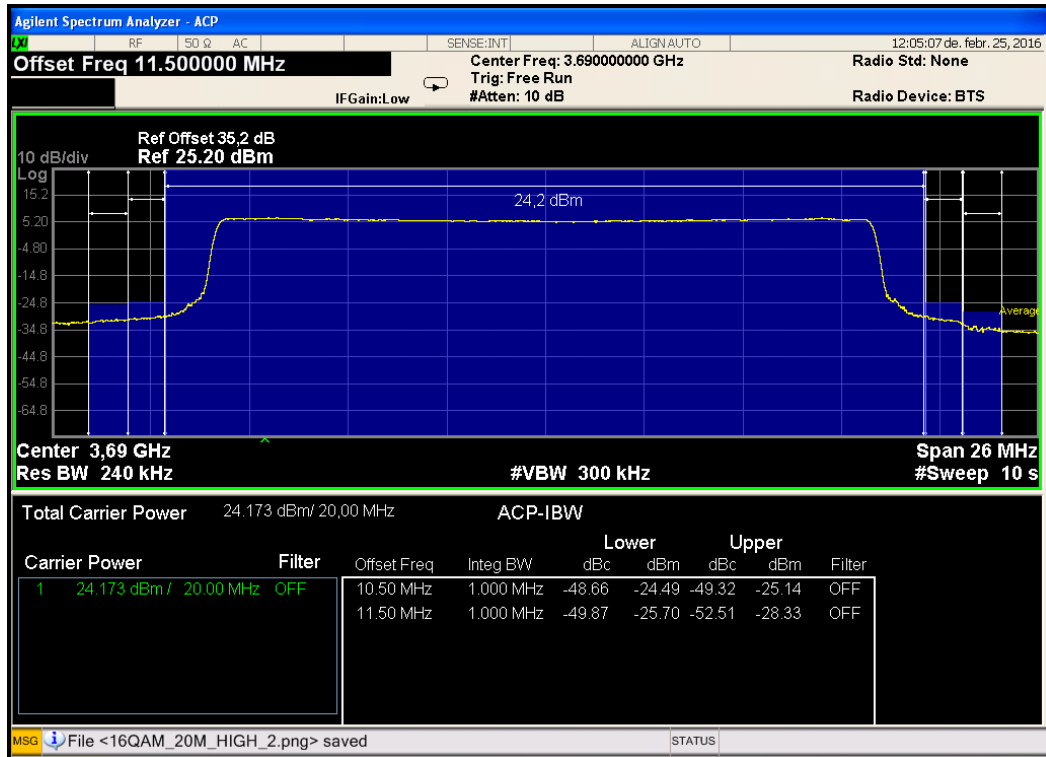 Agilent Spectrum Analyzer - ACP
LXI RF 50 Ω AC SENSE:INT ALIGN AUTO 12:05:07 de. febr. 25, 2016
Offset Freq 11.500000 MHz Center Freq: 3.690000000 GHz Radio Std: None
Trig: Free Run
IFGain:Low #Atten: 10 dB Radio Device: BTS
Ref Offset 35,2 dB
10 dB/div Ref 25.20 dBm
Log
15.2
24,2 dBm
5.20
-4.80
-14.8
-24.8
Average
-34.8
-44.8
-54.8
-64.8
Center 3,69 GHz Span 26 MHz
Res BW 240 kHz #VBW 300 kHz #Sweep 10 s
Total Carrier Power 24.173 dBm/ 20,00 MHz ACP-IBW
Lower Upper
Carrier Power Filter Offset Freq Integ BW dBc dBm dBc dBm Filter
1 24.173 dBm / 20.00 MHz OFF 10.50 MHz 1.000 MHz -48.66 -24.49 -49.32 -25.14 OFF
11.50 MHz 1.000 MHz -49.87 -25.70 -52.51 -28.33 OFF
MSG File <16QAM_20M_HIGH_2.png> saved STATUS